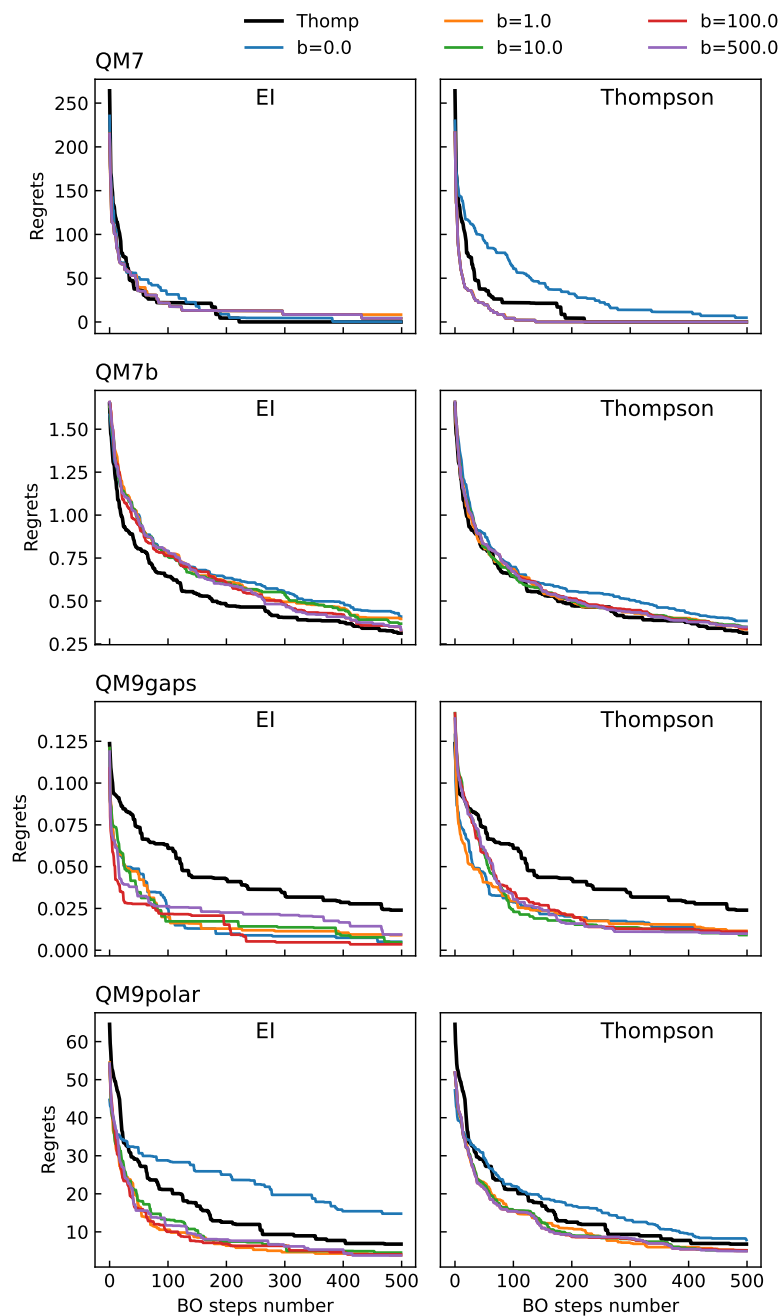 Thomp b=1.0 b=100.0
b=0.0 b=10.0 b=500.0
QM7
EI Thompson
Regrets
250
200
150
100
50
0
QM7b
EI Thompson
Regrets
1.50
1.25
1.00
0.75
0.50
0.25
QM9gaps
EI Thompson
Regrets
0.125
0.100
0.075
0.050
0.025
0.000
QM9polar
EI Thompson
Regrets
60
50
40
30
20
10
0 100 200 300 400 500 0 100 200 300 400 500
BO steps number BO steps number